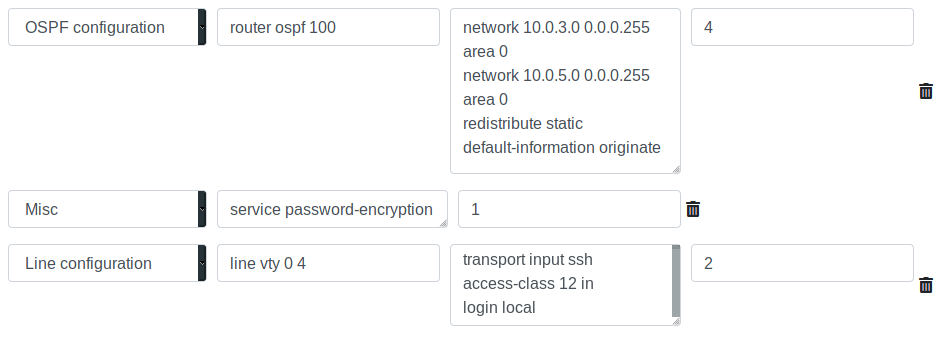 OSPF configuration
router ospf 100
network 10.0.3.0 0.0.0.255
area 0
network 10.0.5.0 0.0.0.255
area 0
redistribute static
default-information originate
4
Misc
service password-encryption
1
Line configuration
line vty 0 4
transport input ssh
access-class 12 in
login local
2